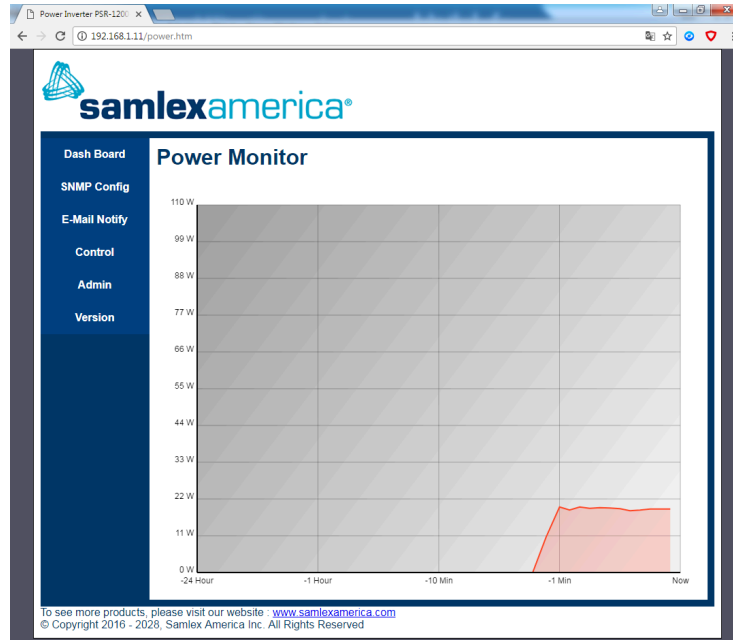 Power Inverter PSR-1200
192.168.1.11/power.htm
samlexamerica®
Dash Board
SNMP Config
E-Mail Notify
Control
Admin
Version
Power Monitor
110 W
99 W
88 W
77 W
66 W
55 W
44 W
33 W
22 W
11 W
0 W
-24 Hour -1 Hour -10 Min -1 Min Now
To see more products, please visit our website : www.samlexamerica.com
© Copyright 2016 - 2028, Samlex America Inc. All Rights Reserved